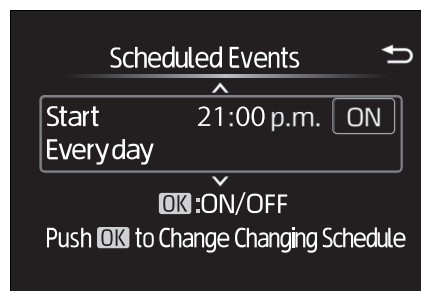 Scheduled Events
Start 21:00 p.m. ON
Everyday
OK :ON/OFF
Push OK to Change Changing Schedule